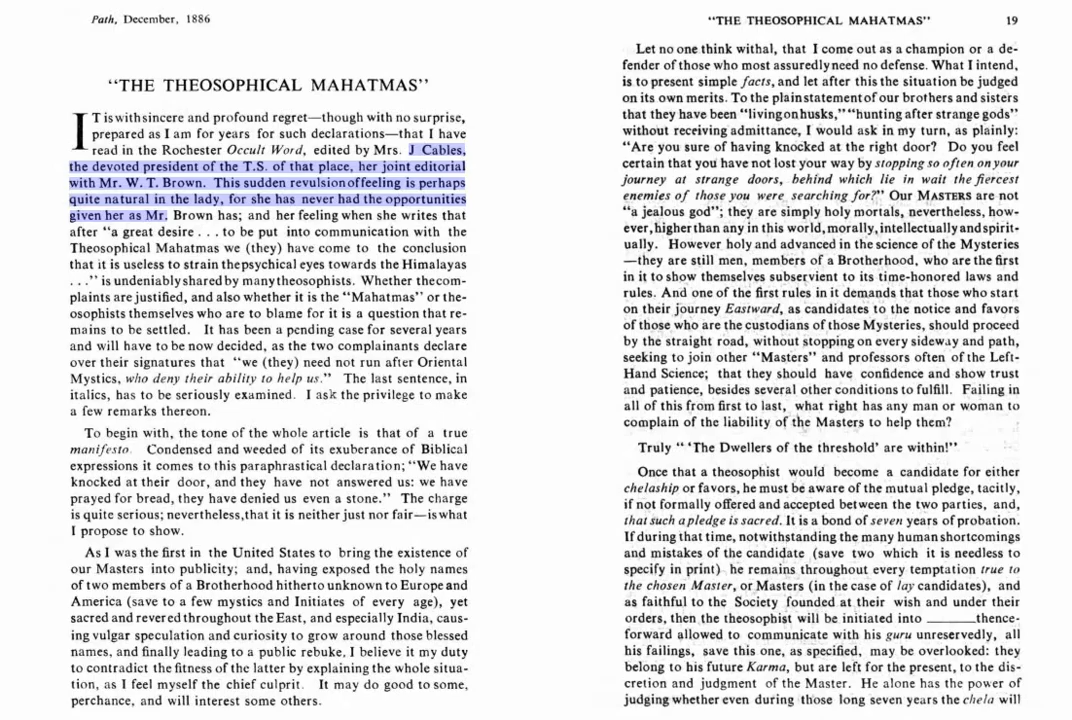 Path, December, 1886
"THE THEOSOPHICAL MAHATMAS"
IT is with sincere and profound regret—though with no surprise,
prepared as I am for years for such declarations—that I have
read in the Rochester Occult Word, edited by Mrs. J Cables,
the devoted president of the T.S. of that place, her joint editorial
with Mr. W. T. Brown. This sudden revulsion of feeling is perhaps
quite natural in the lady, for she has never had the opportunities
given her as Mr. Brown has; and her feeling when she writes that
after "a great desire . . . to be put into communication with the
Theosophical Mahatmas we (they) have come to the conclusion
that it is useless to strain the psychical eyes towards the Himalayas
. . ." is undeniably shared by many theosophists. Whether the com-
plaints are justified, and also whether it is the "Mahatmas" or the-
osophists themselves who are to blame for it is a question that re-
mains to be settled. It has been a pending case for several years
and will have to be now decided, as the two complainants declare
over their signatures that "we (they) need not run after Oriental
Mystics, who deny their ability to help us." The last sentence, in
italics, has to be seriously examined. I ask the privilege to make
a few remarks thereon.
To begin with, the tone of the whole article is that of a true
manifesto. Condensed and weeded of its exuberance of Biblical
expressions it comes to this paraphrastical declaration; "We have
knocked at their door, and they have not answered us: we have
prayed for bread, they have denied us even a stone." The charge
is quite serious; nevertheless, that it is neither just nor fair—is what
I propose to show.
As I was the first in the United States to bring the existence of
our Masters into publicity; and, having exposed the holy names
of two members of a Brotherhood hitherto unknown to Europe and
America (save to a few mystics and Initiates of every age), yet
sacred and revered throughout the East, and especially India, caus-
ing vulgar speculation and curiosity to grow around those blessed
names, and finally leading to a public rebuke, I believe it my duty
to contradict the fitness of the latter by explaining the whole situa-
tion, as I feel myself the chief culprit. It may do good to some,
perchance, and will interest some others.
"THE THEOSOPHICAL MAHATMAS" 19
Let no one think withal, that I come out as a champion or a de-
fender of those who most assuredly need no defense. What I intend,
is to present simple facts, and let after this the situation be judged
on its own merits. To the plain statement of our brothers and sisters
that they have been "living on husks," "hunting after strange gods"
without receiving admittance, I would ask in my turn, as plainly:
"Are you sure of having knocked at the right door? Do you feel
certain that you have not lost your way by stopping so often on your
journey at strange doors, behind which lie in wait the fiercest
enemies of those you were searching for?" Our MASTERS are not
"a jealous god"; they are simply holy mortals, nevertheless, how-
ever, higher than any in this world, morally, intellectually and spirit-
ually. However holy and advanced in the science of the Mysteries
—they are still men, members of a Brotherhood, who are the first
in it to show themselves subservient to its time-honored laws and
rules. And one of the first rules in it demands that those who start
on their journey Eastward, as candidates to the notice and favors
of those who are the custodians of those Mysteries, should proceed
by the straight road, without stopping on every sideway and path,
seeking to join other "Masters" and professors often of the Left-
Hand Science; that they should have confidence and show trust
and patience, besides several other conditions to fulfill. Failing in
all of this from first to last, what right has any man or woman to
complain of the liability of the Masters to help them?
Truly " 'The Dwellers of the threshold' are within!"
Once that a theosophist would become a candidate for either
chelaship or favors, he must be aware of the mutual pledge, tacitly,
if not formally offered and accepted between the two parties, and,
that such a pledge is sacred. It is a bond of seven years of probation.
If during that time, notwithstanding the many human shortcomings
and mistakes of the candidate (save two which it is needless to
specify in print) he remains throughout every temptation true to
the chosen Master, or Masters (in the case of lay candidates), and
as faithful to the Society founded at their wish and under their
orders, then the theosophist will be initiated into ________thence-
forward allowed to communicate with his guru unreservedly, all
his failings, save this one, as specified, may be overlooked: they
belong to his future Karma, but are left for the present, to the dis-
cretion and judgment of the Master. He alone has the power of
judging whether even during those long seven years the chela will